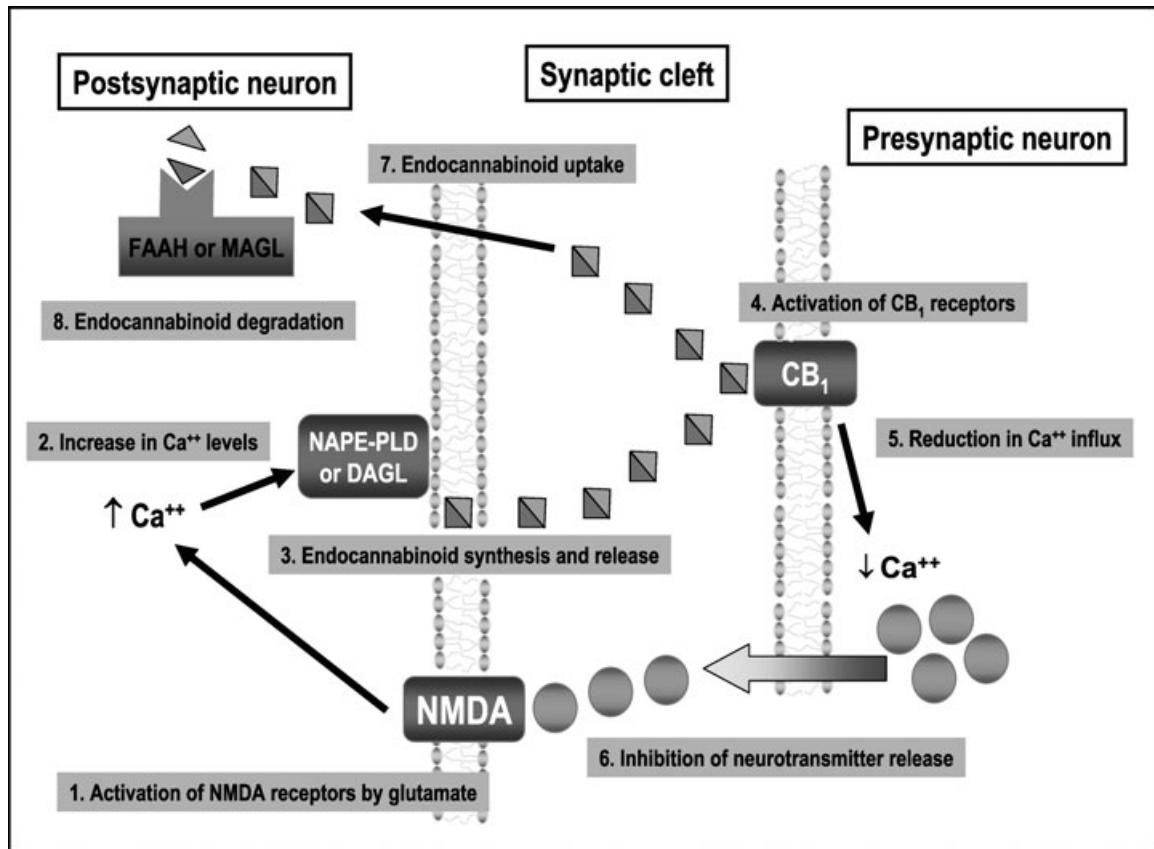 Postsynaptic neuron
Synaptic cleft
Presynaptic neuron
7. Endocannabinoid uptake
FAAH or MAGL
4. Activation of CB₁ receptors
8. Endocannabinoid degradation
CB₁
2. Increase in Ca⁺⁺ levels
NAPE-PLD
or DAGL
5. Reduction in Ca⁺⁺ influx
↑ Ca⁺⁺
3. Endocannabinoid synthesis and release
↓ Ca⁺⁺
NMDA
6. Inhibition of neurotransmitter release
1. Activation of NMDA receptors by glutamate